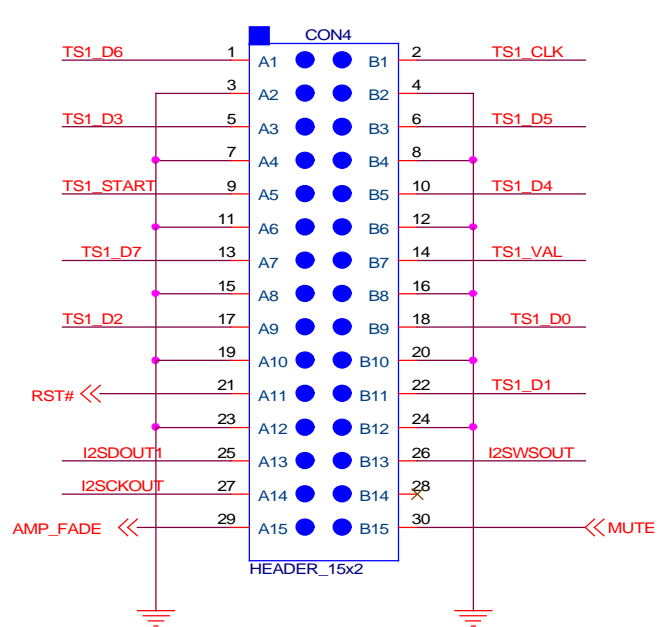 CON4
TS1_D6 1 A1 B1 2 TS1_CLK
3 A2 B2 4
TS1_D3 5 A3 B3 6 TS1_D5
7 A4 B4 8
TS1_START 9 A5 B5 10 TS1_D4
11 A6 B6 12
TS1_D7 13 A7 B7 14 TS1_VAL
15 A8 B8 16
TS1_D2 17 A9 B9 18 TS1_D0
19 A10 B10 20
RST# 21 A11 B11 22 TS1_D1
23 A12 B12 24
I2SDOUT1 25 A13 B13 26 I2SWSOUT
I2SCKOUT 27 A14 B14 28
AMP_FADE 29 A15 B15 30 MUTE
HEADER_15x2